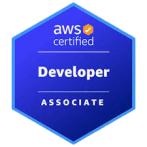 aws
certified
Developer
ASSOCIATE